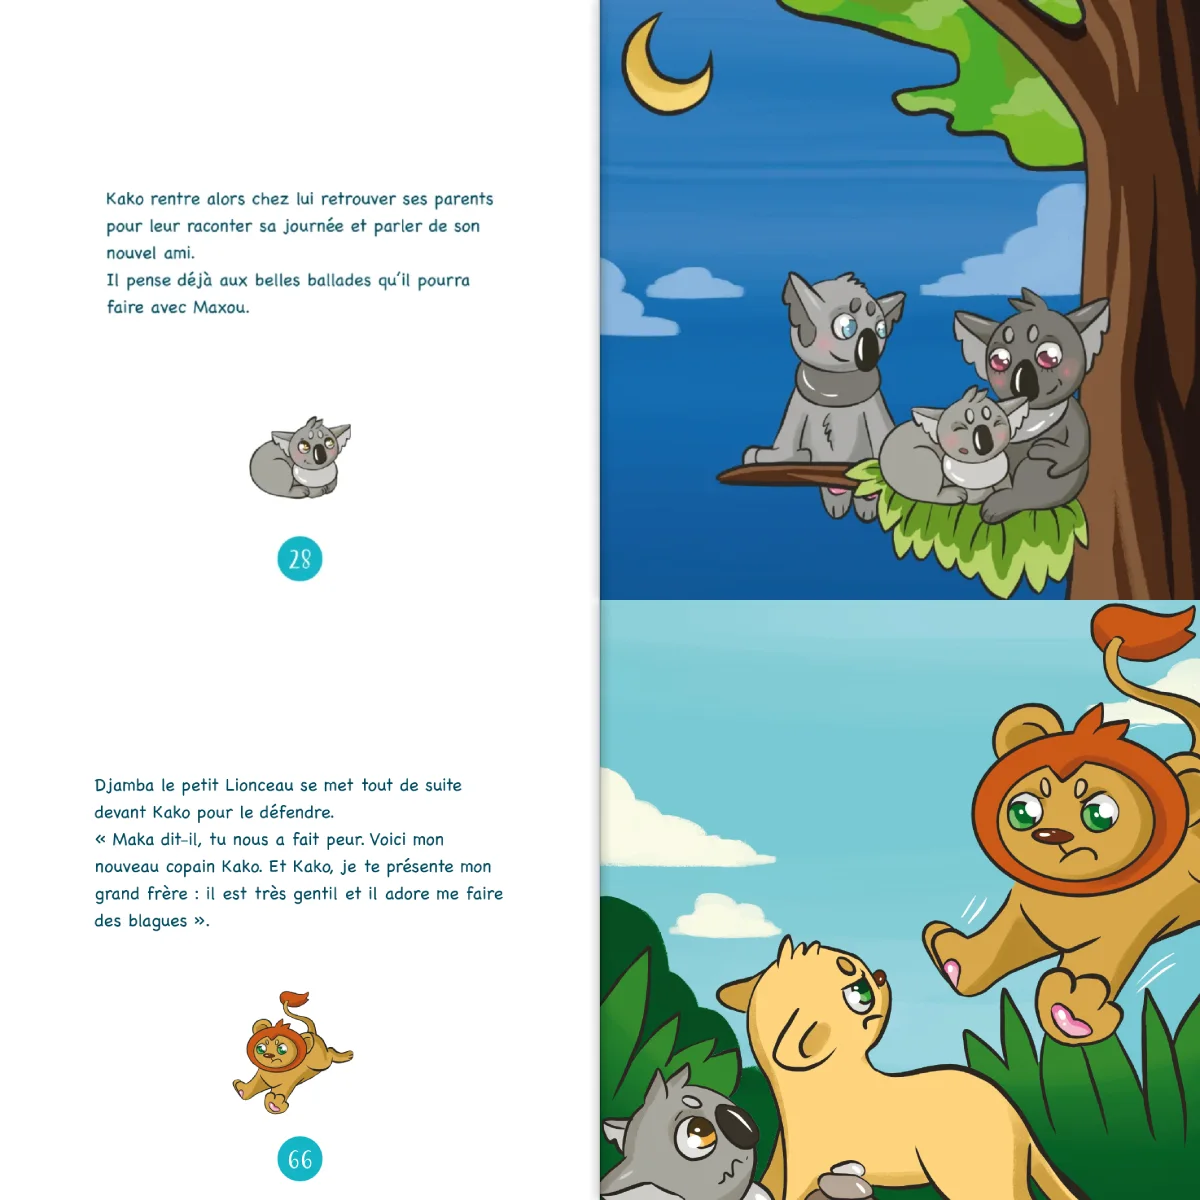 Kako rentre alors chez lui retrouver ses parents
pour leur raconter sa journée et parler de son
nouvel ami.
Il pense déjà aux belles ballades qu'il pourra
faire avec Maxou.
28
Djamba le petit Lionceau se met tout de suite
devant Kako pour le défendre.
« Maka dit-il, tu nous a fait peur. Voici mon
nouveau copain Kako. Et Kako, je te présente mon
grand frère : il est très gentil et il adore me faire
des blagues ».
66